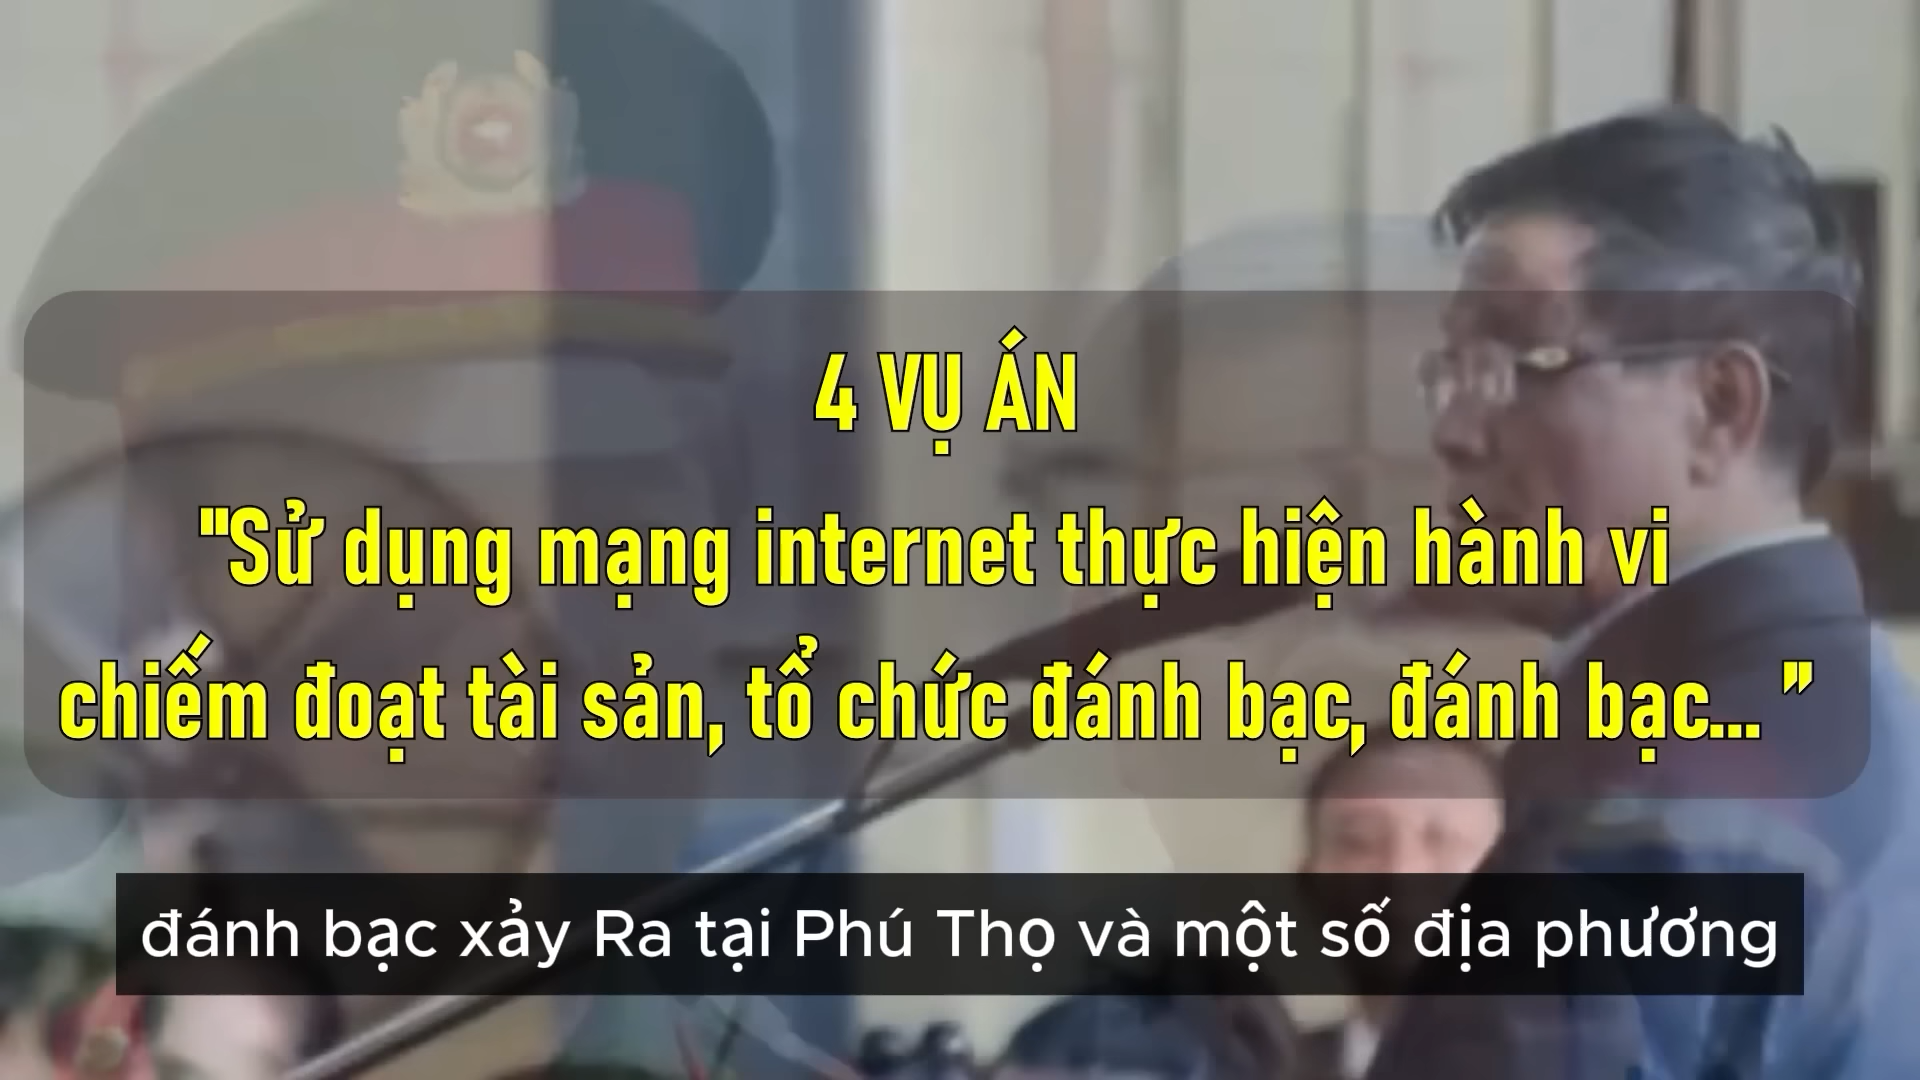 4 VỤ ÁN
"Sử dụng mạng internet thực hiện hành vi
chiếm đoạt tài sản, tổ chức đánh bạc, đánh bạc... ”
đánh bạc xảy Ra tại Phú Thọ và một số địa phương